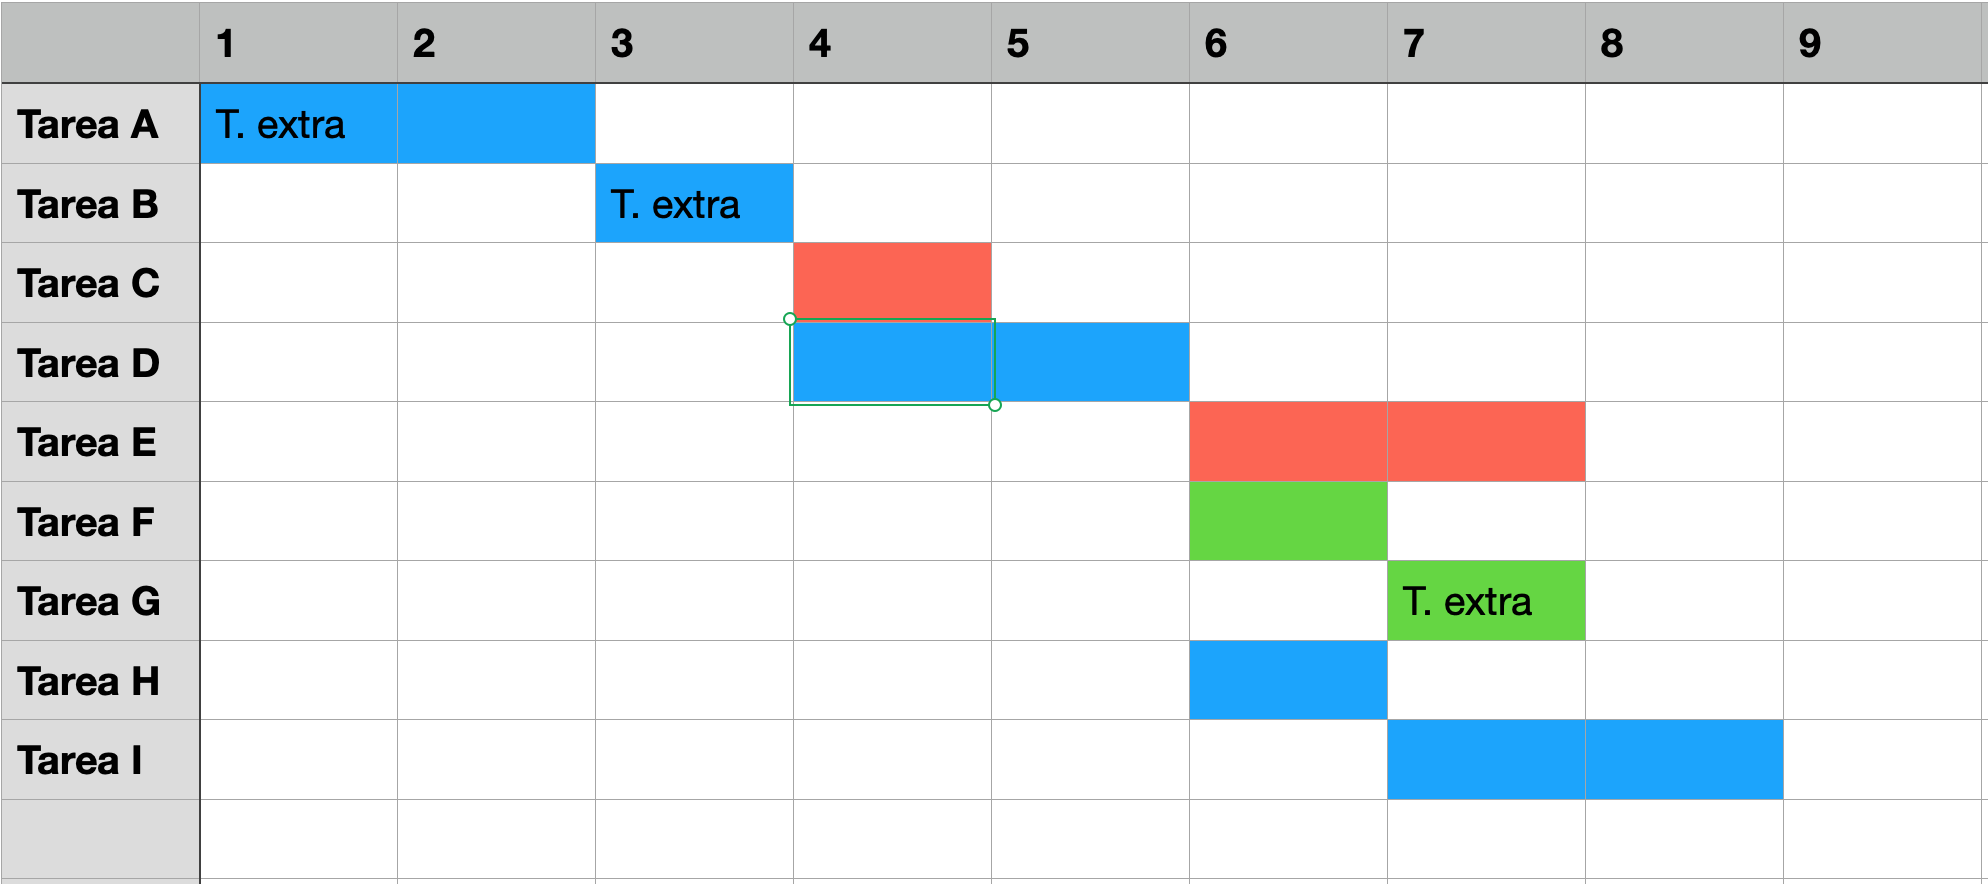 1 2 3 4 5 6 7 8 9
Tarea A T. extra
Tarea B T. extra
Tarea C
Tarea D
Tarea E
Tarea F
Tarea G T. extra
Tarea H
Tarea I